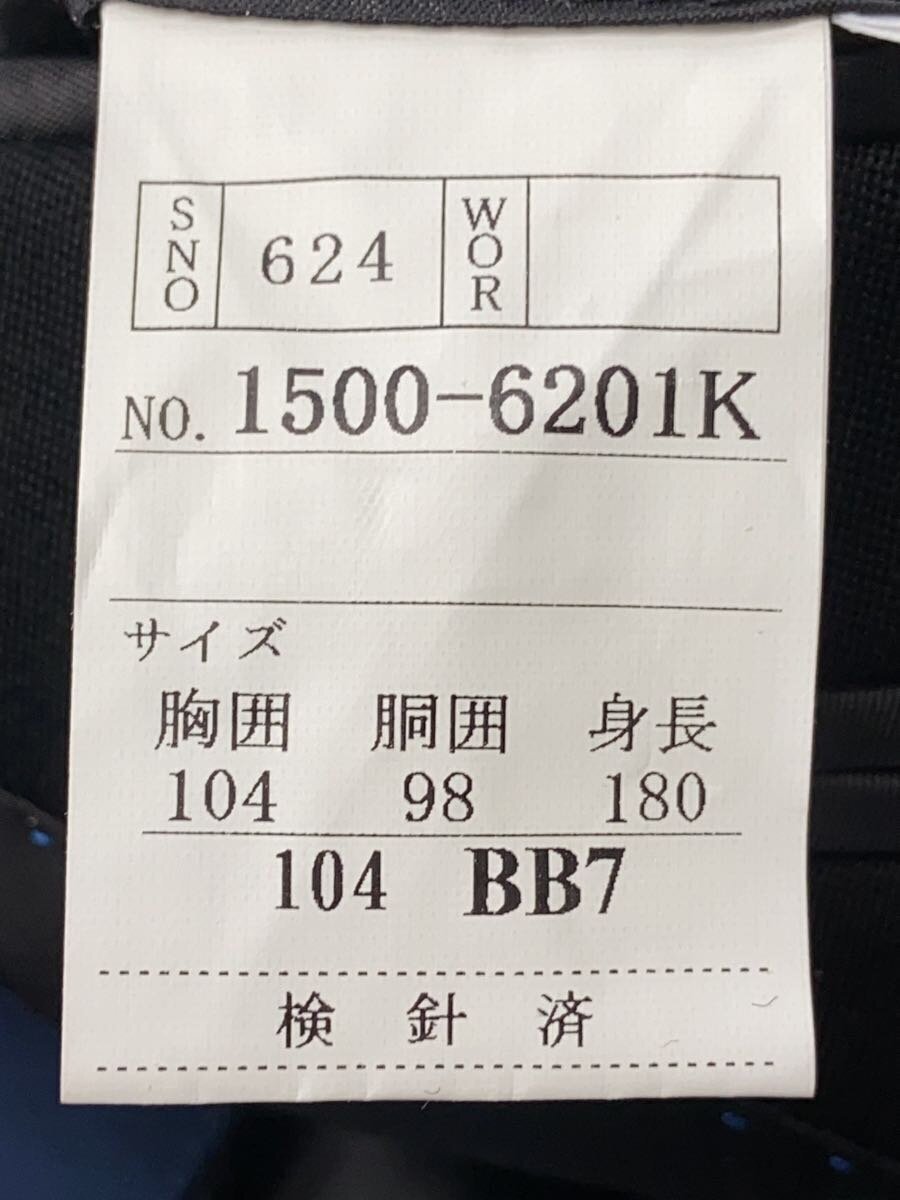 SNO 624 WOR
NO. 1500-6201K
サイズ
胸囲 胴囲 身長
104 98 180
104 BB7
検針済